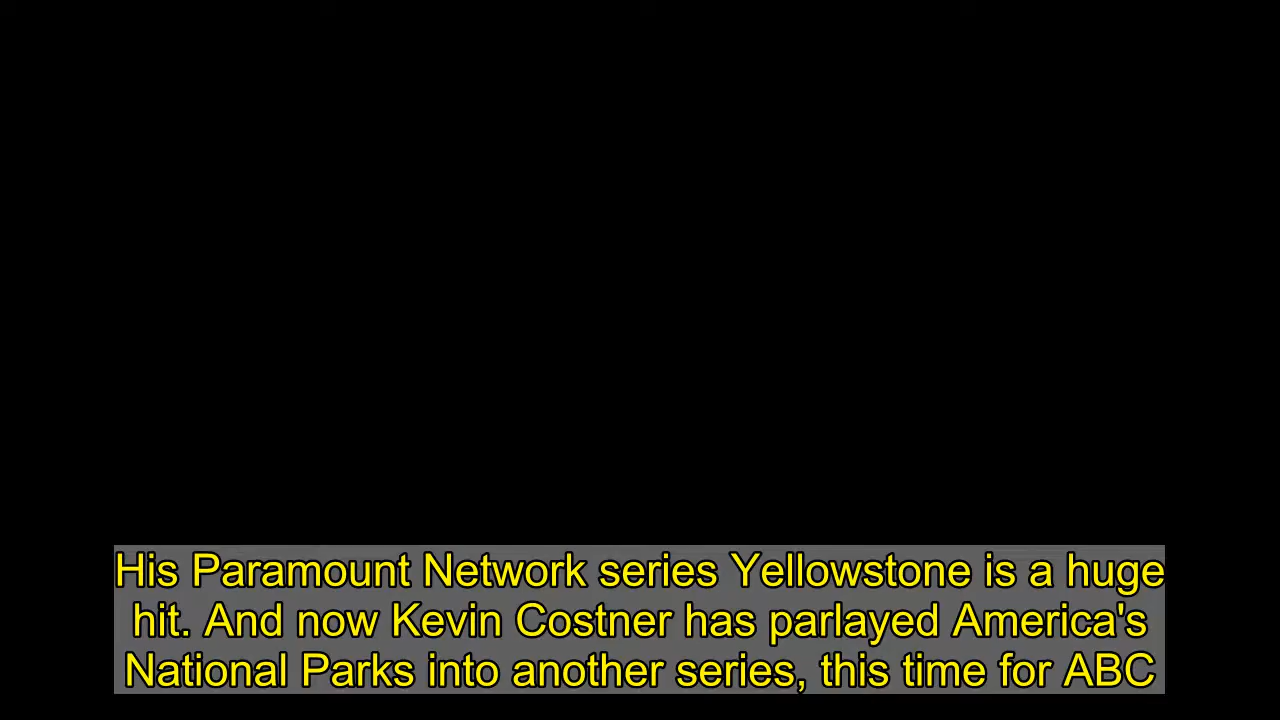 His Paramount Network series Yellowstone is a huge
hit. And now Kevin Costner has parlayed America's
National Parks into another series, this time for ABC